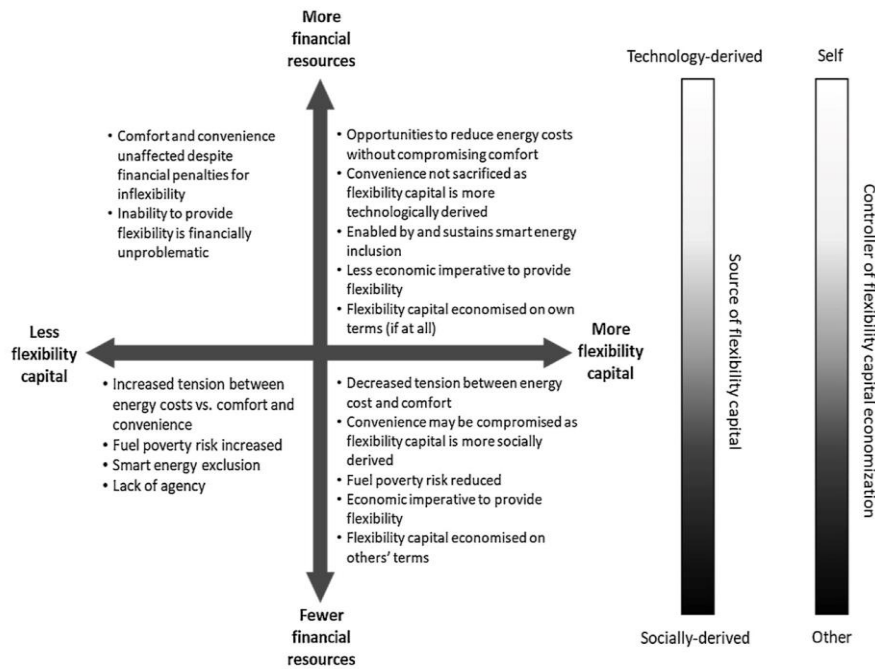 More
financial
resources
Technology-derived
Self
• Comfort and convenience
unaffected despite
financial penalties for
inflexibility
• Inability to provide
flexibility is financially
unproblematic
• Opportunities to reduce energy costs
without compromising comfort
• Convenience not sacrificed as
flexibility capital is more
technologically derived
• Enabled by and sustains smart energy
inclusion
• Less economic imperative to provide
flexibility
• Flexibility capital economised on own
terms (if at all)
Less
flexibility
capital
More
flexibility
capital
• Increased tension between
energy costs vs. comfort and
convenience
• Fuel poverty risk increased
• Smart energy exclusion
• Lack of agency
• Decreased tension between energy
cost and comfort
• Convenience may be compromised as
flexibility capital is more socially
derived
• Fuel poverty risk reduced
• Economic imperative to provide
flexibility
• Flexibility capital economised on
others' terms
Fewer
financial
resources
Source of flexibility capital
Controller of flexibility capital economization
Socially-derived
Other